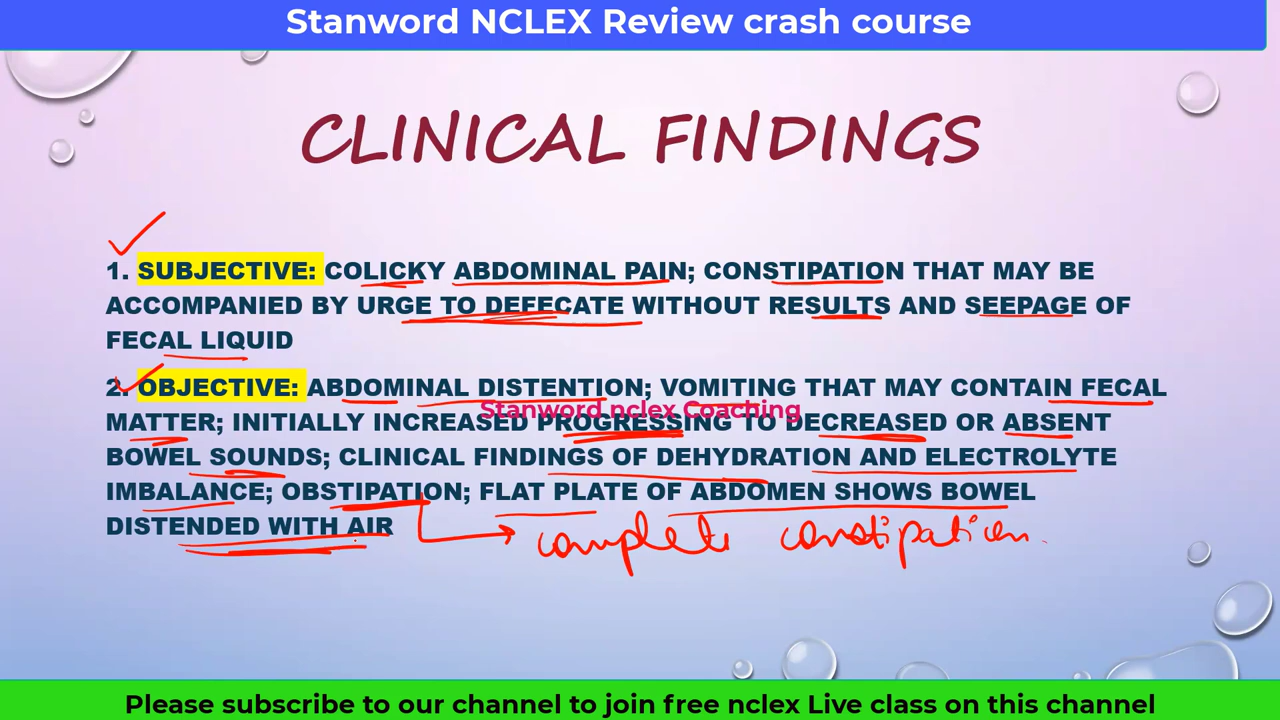 Stanword NCLEX Review crash course
CLINICAL FINDINGS
1. SUBJECTIVE: COLICKY ABDOMINAL PAIN; CONSTIPATION THAT MAY BE
ACCOMPANIED BY URGE TO DEFECATE WITHOUT RESULTS AND SEEPAGE OF
FECAL LIQUID
2. OBJECTIVE: ABDOMINAL DISTENTION; VOMITING THAT MAY CONTAIN FECAL
Stanword nclex Coaching
MATTER; INITIALLY INCREASED PROGRESSING TO DECREASED OR ABSENT
BOWEL SOUNDS; CLINICAL FINDINGS OF DEHYDRATION AND ELECTROLYTE
IMBALANCE; OBSTIPATION; FLAT PLATE OF ABDOMEN SHOWS BOWEL
DISTENDED WITH AIR
complete constipation.
Please subscribe to our channel to join free nclex Live class on this channel